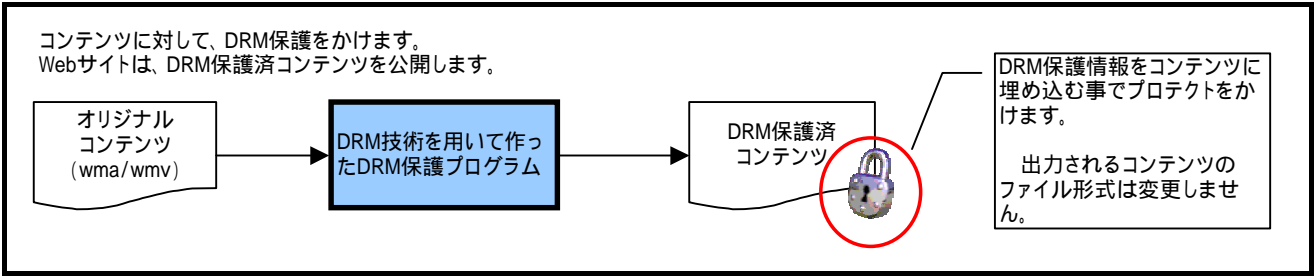 コンテンツに対して、DRM保護をかけます。
Webサイトは、DRM保護済コンテンツを公開します。
オリジナル
コンテンツ
(wma/wmv)
DRM技術を用いて作っ
たDRM保護プログラム
DRM保護済
コンテンツ
DRM保護情報をコンテンツに
埋め込む事でプロテクトをか
けます。
出力されるコンテンツの
ファイル形式は変更しませ
ん。